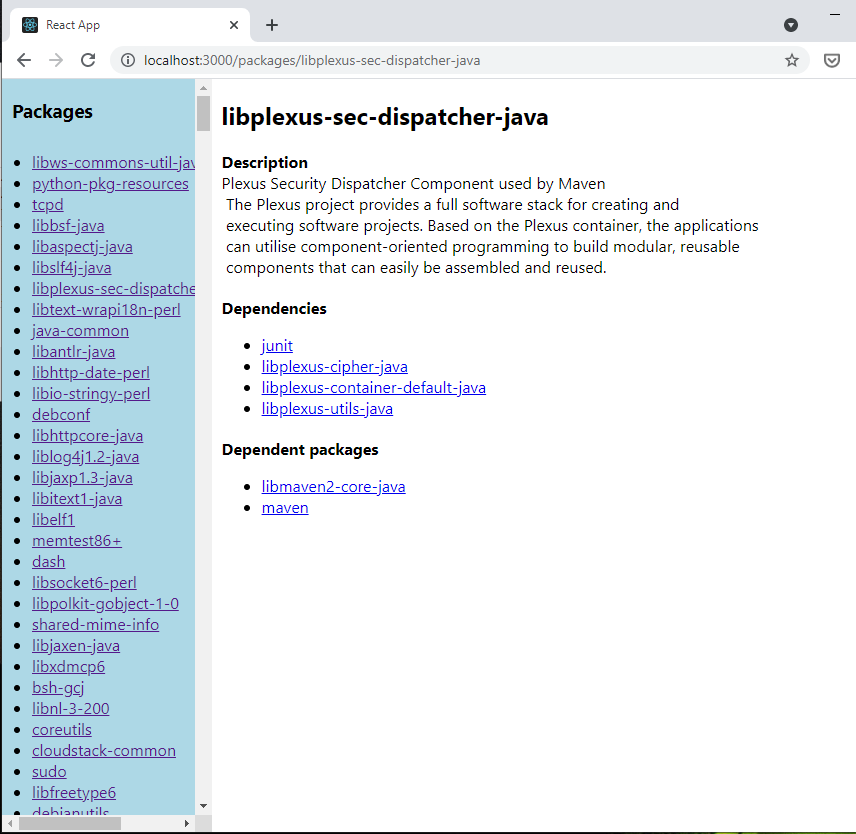 React App
localhost:3000/packages/libplexus-sec-dispatcher-java
Packages
libws-commons-util-jav
python-pkg-resources
tcpd
libbsf-java
libaspectj-java
libslf4j-java
libplexus-sec-dispatche
libtext-wrapi18n-perl
java-common
libantlr-java
libhttp-date-perl
libio-stringy-perl
debconf
libhttpcore-java
liblog4j1.2-java
libjaxp1.3-java
libitext1-java
libelf1
memtest86+
dash
libsocket6-perl
libpolkit-gobject-1-0
shared-mime-info
libjaxen-java
libxdmcp6
bsh-gcj
libnl-3-200
coreutils
cloudstack-common
sudo
libfreetype6
debianutils
libplexus-sec-dispatcher-java
Description
Plexus Security Dispatcher Component used by Maven
The Plexus project provides a full software stack for creating and
executing software projects. Based on the Plexus container, the applications
can utilise component-oriented programming to build modular, reusable
components that can easily be assembled and reused.
Dependencies
junit
libplexus-cipher-java
libplexus-container-default-java
libplexus-utils-java
Dependent packages
libmaven2-core-java
maven